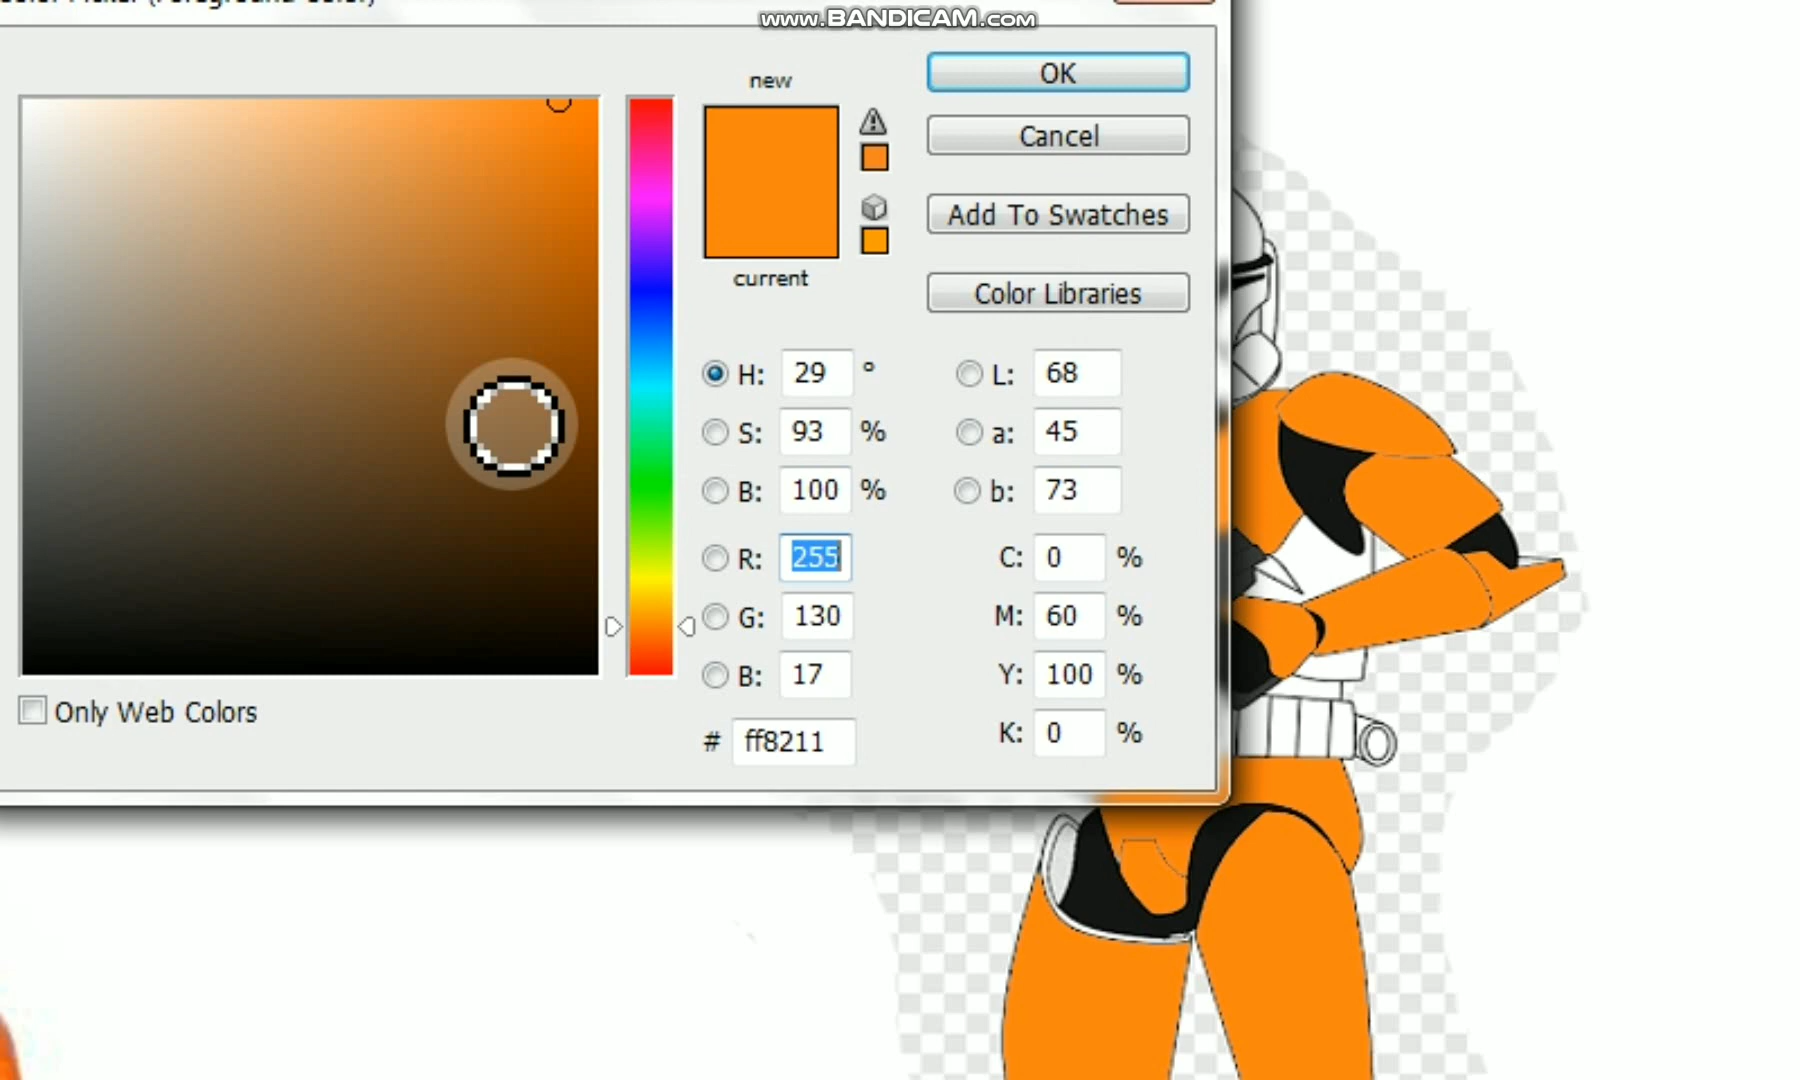 www.BANDICAM.com
new
OK
Cancel
Add To Swatches
current
Color Libraries
H: 29 °
L: 68
S: 93 %
a: 45
B: 100 %
b: 73
R: 255
C: 0 %
G: 130
M: 60 %
B: 17
Y: 100 %
Only Web Colors
# ff8211
K: 0 %